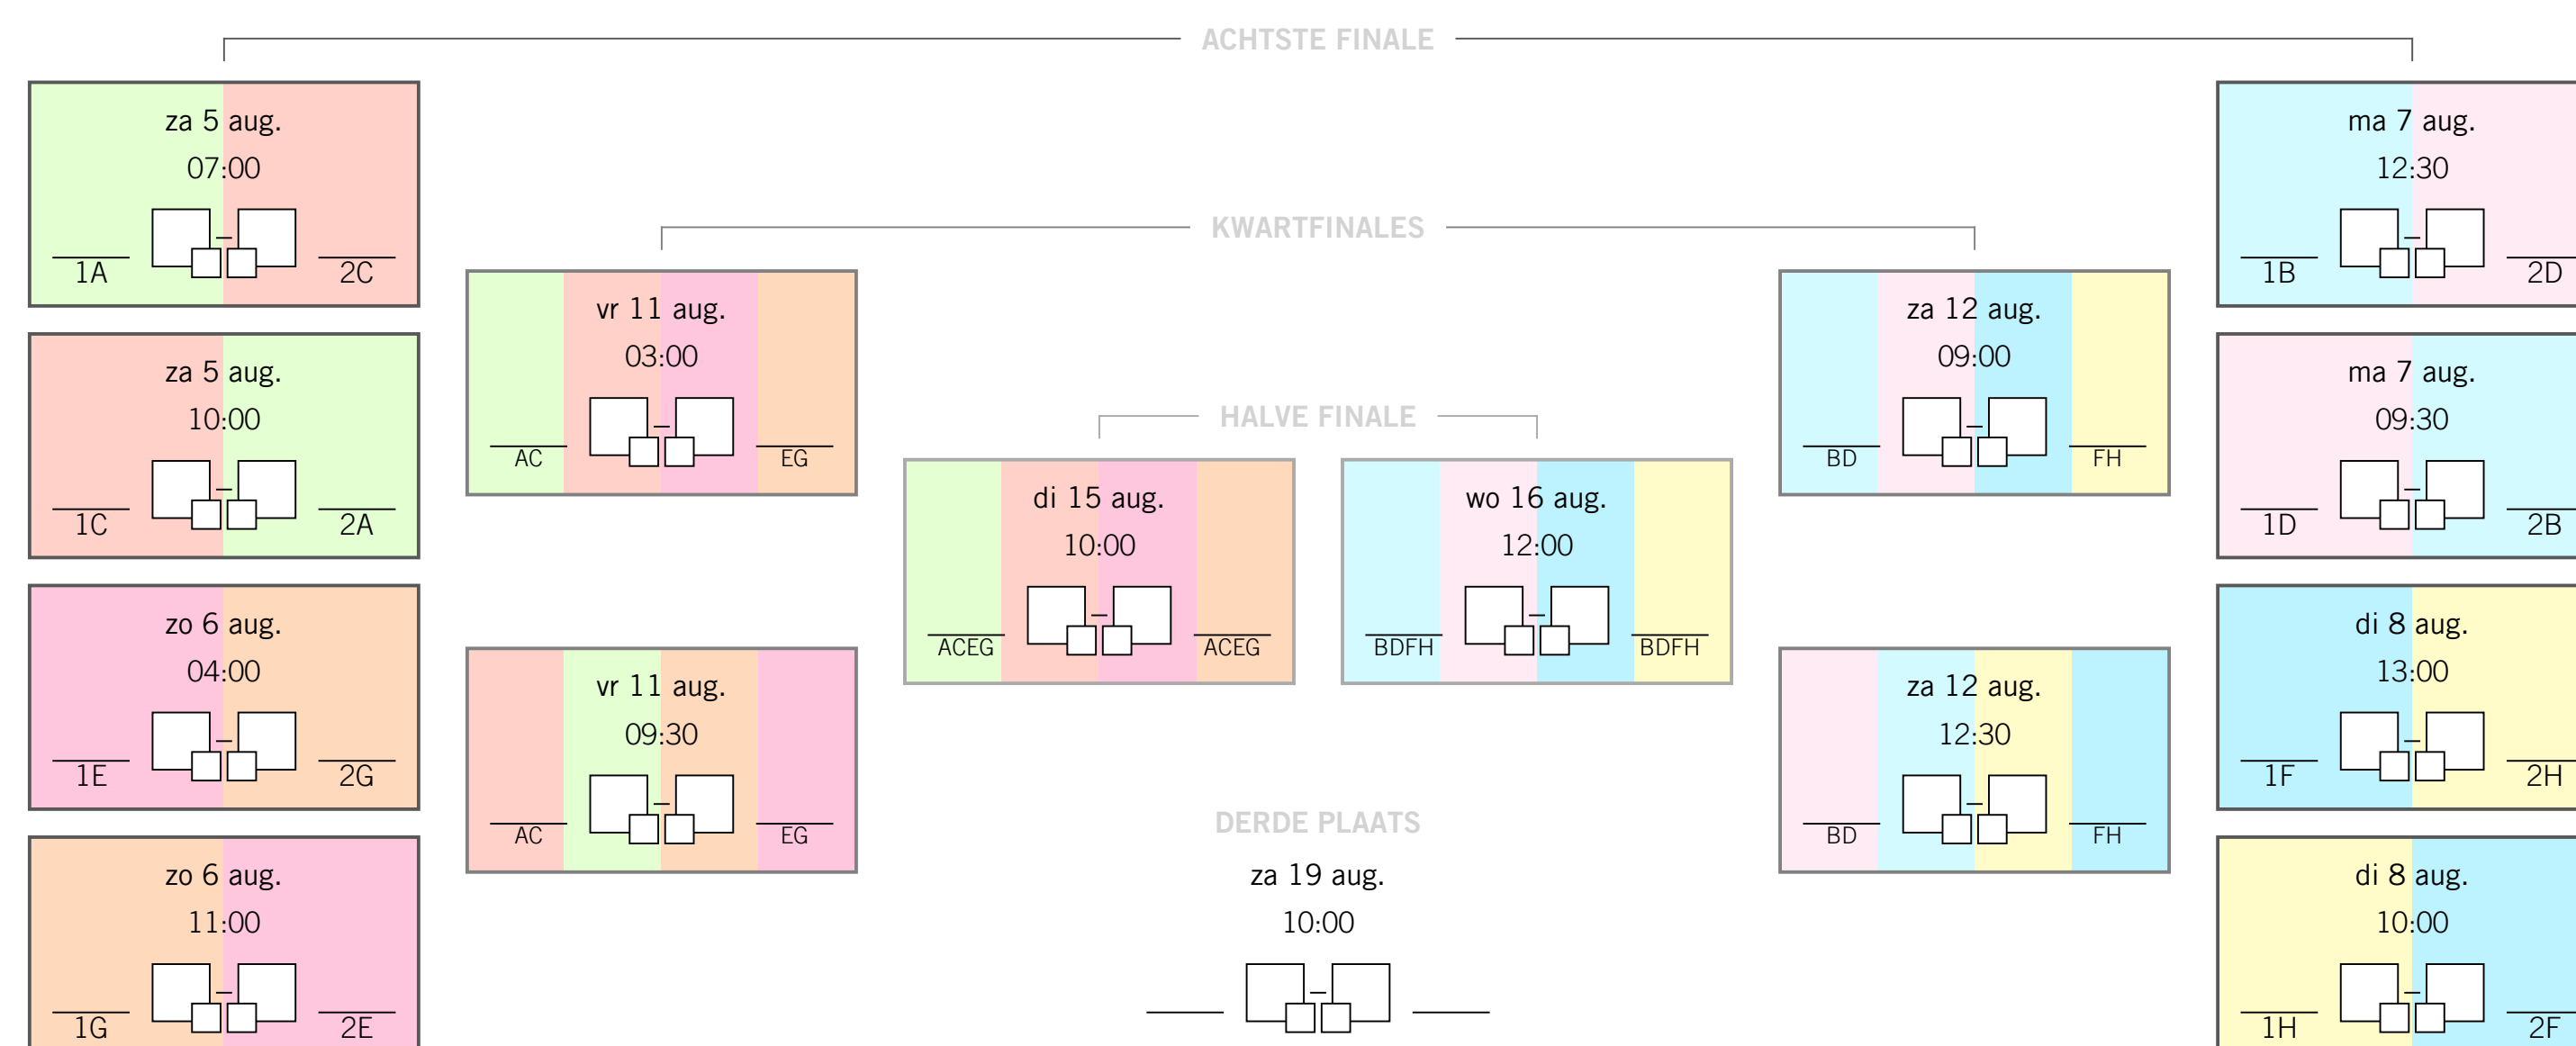 ACHTSTE FINALE
za 5 aug.
07:00
1A – 2C
za 5 aug.
10:00
1C – 2A
zo 6 aug.
04:00
1E – 2G
zo 6 aug.
11:00
1G – 2E
KWARTFINALES
vr 11 aug.
03:00
AC – EG
vr 11 aug.
09:30
AC – EG
HALVE FINALE
di 15 aug.
10:00
ACEG – ACEG
wo 16 aug.
12:00
BDFH – BDFH
DERDE PLAATS
za 19 aug.
10:00
–
za 12 aug.
09:00
BD – FH
za 12 aug.
12:30
BD – FH
ma 7 aug.
12:30
1B – 2D
ma 7 aug.
09:30
1D – 2B
di 8 aug.
13:00
1F – 2H
di 8 aug.
10:00
1H – 2F